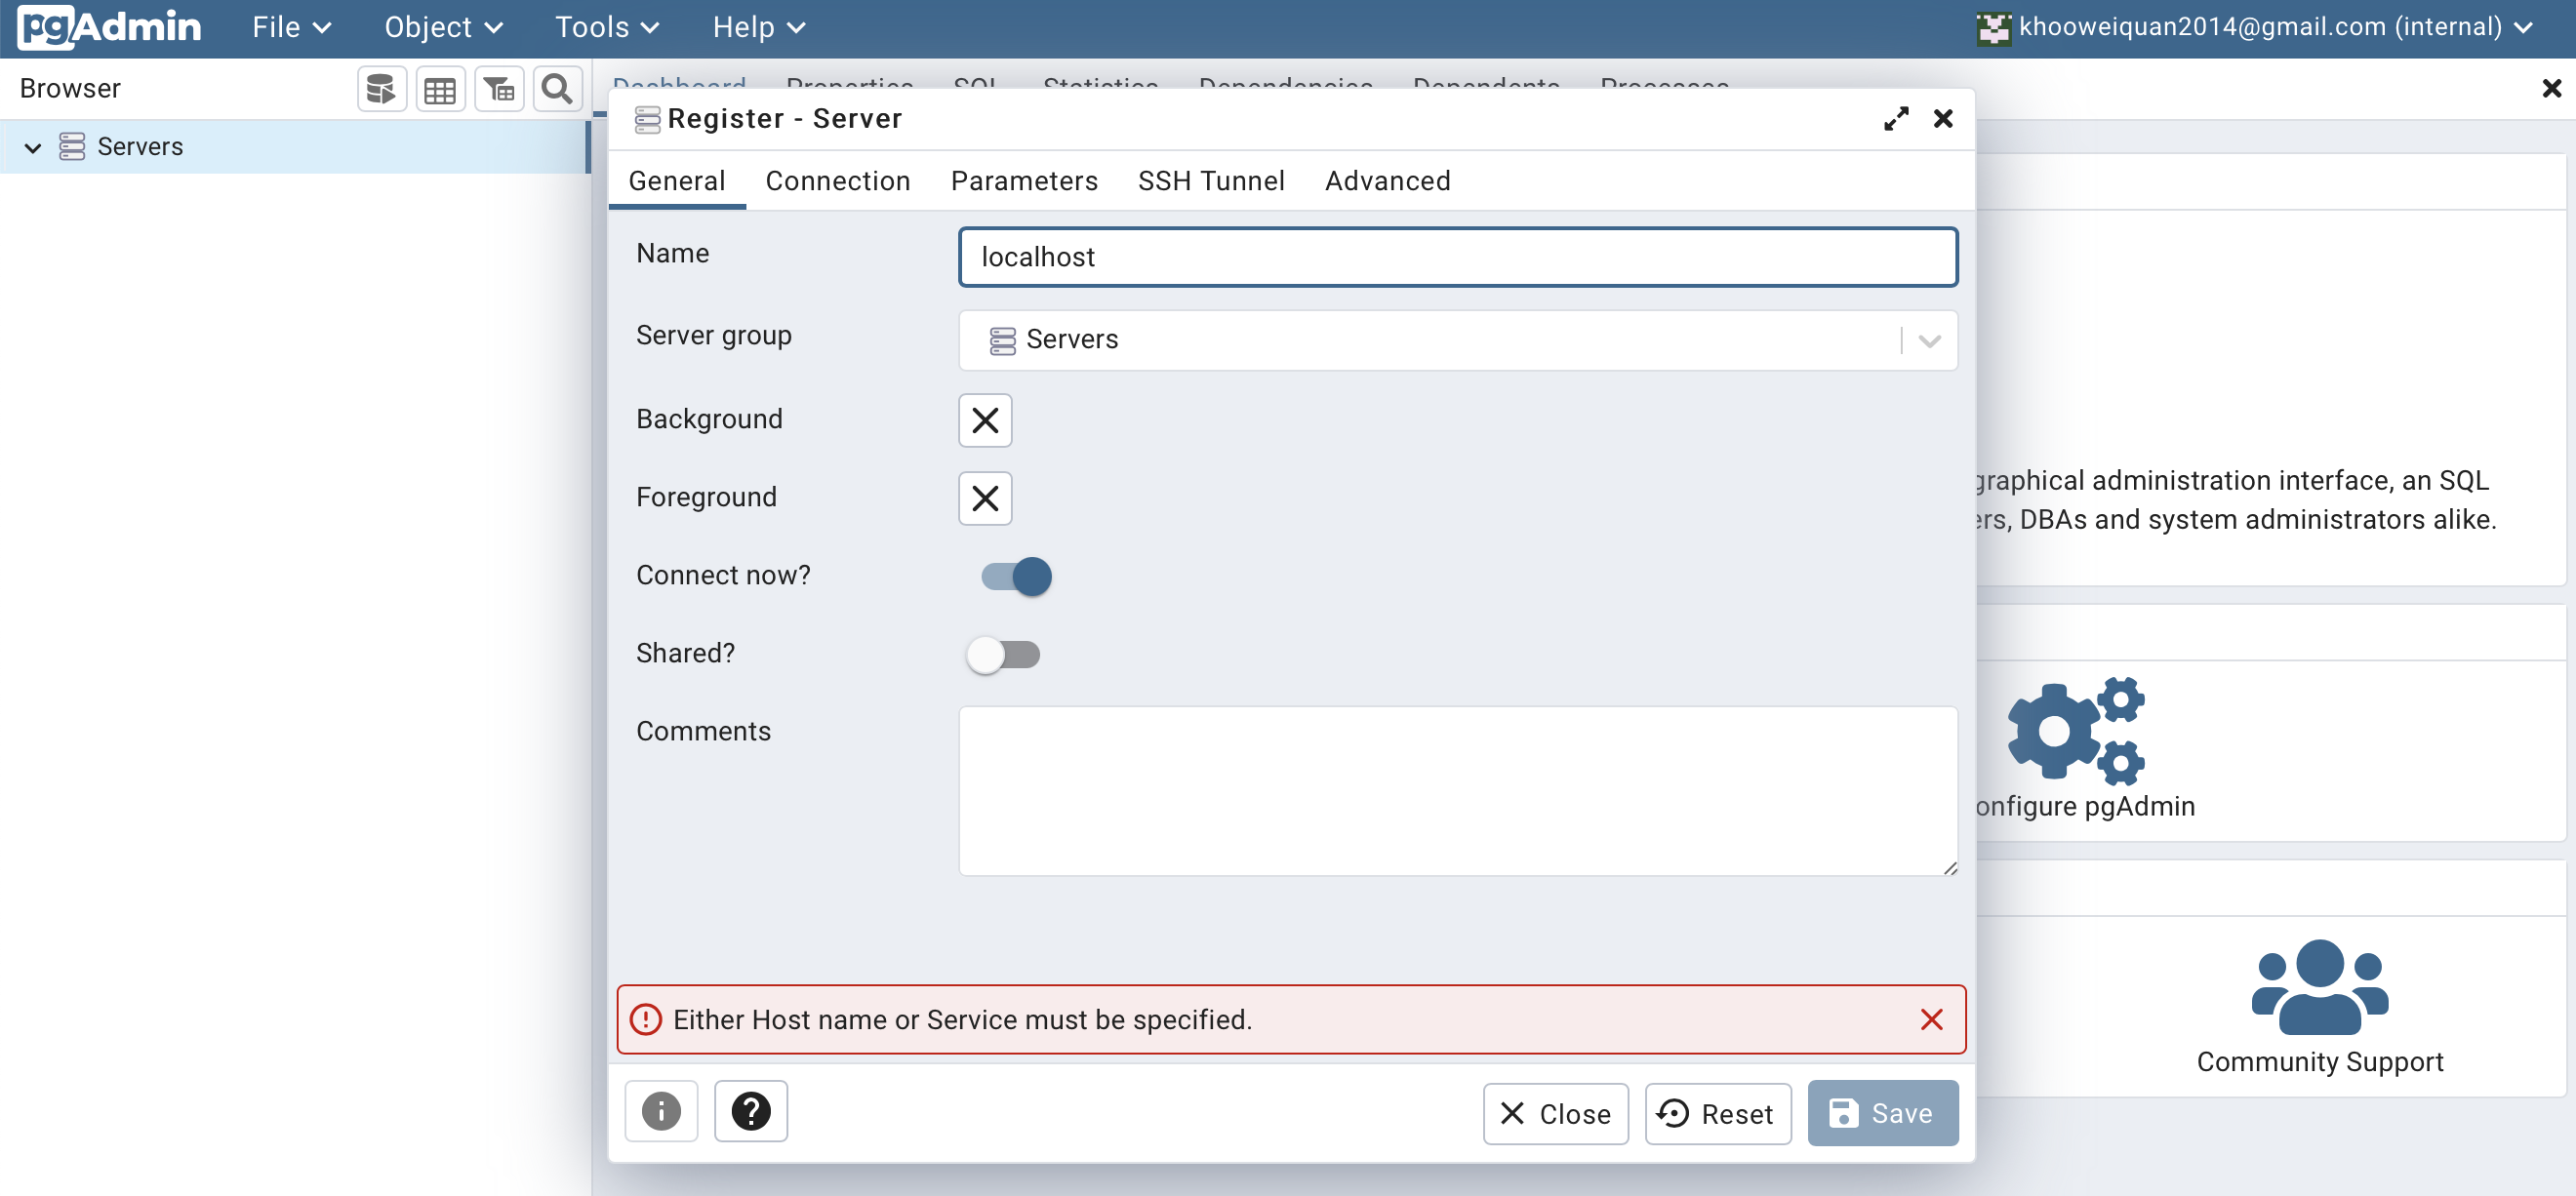 pgAdmin File Object Tools Help khooweiquan2014@gmail.com (internal)
Browser
Dashboard Properties SQL Statistics Dependencies Dependents Processes
Servers
Register - Server
General Connection Parameters SSH Tunnel Advanced
Name localhost
Server group Servers
Background
Foreground
Connect now?
Shared?
Comments
graphical administration interface, an SQL
ers, DBAs and system administrators alike.
onfigure pgAdmin
Either Host name or Service must be specified.
Community Support
Close Reset Save